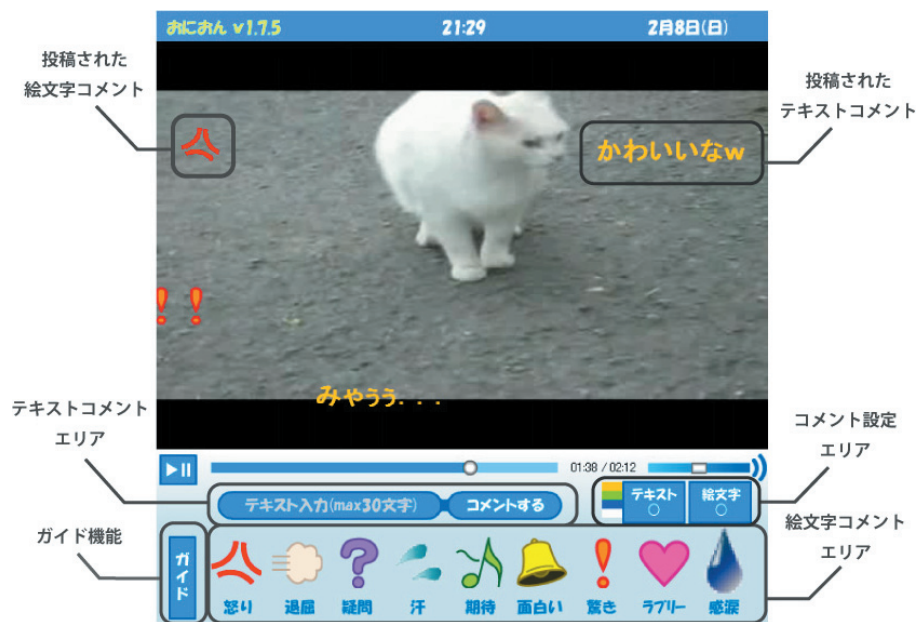 おにおん v1.7.5
21:29
2月8日(日)
投稿された
絵文字コメント
投稿された
テキストコメント
かわいいなw
みやうう...
テキストコメント
エリア
コメント設定
エリア
01:38 / 02:12
テキスト入力(max30文字)
コメントする
テキスト
○
絵文字
○
ガイド機能
絵文字コメント
エリア
ガイド
怒り
退屈
疑問
汗
期待
面白い
驚き
ラブリー
感涙